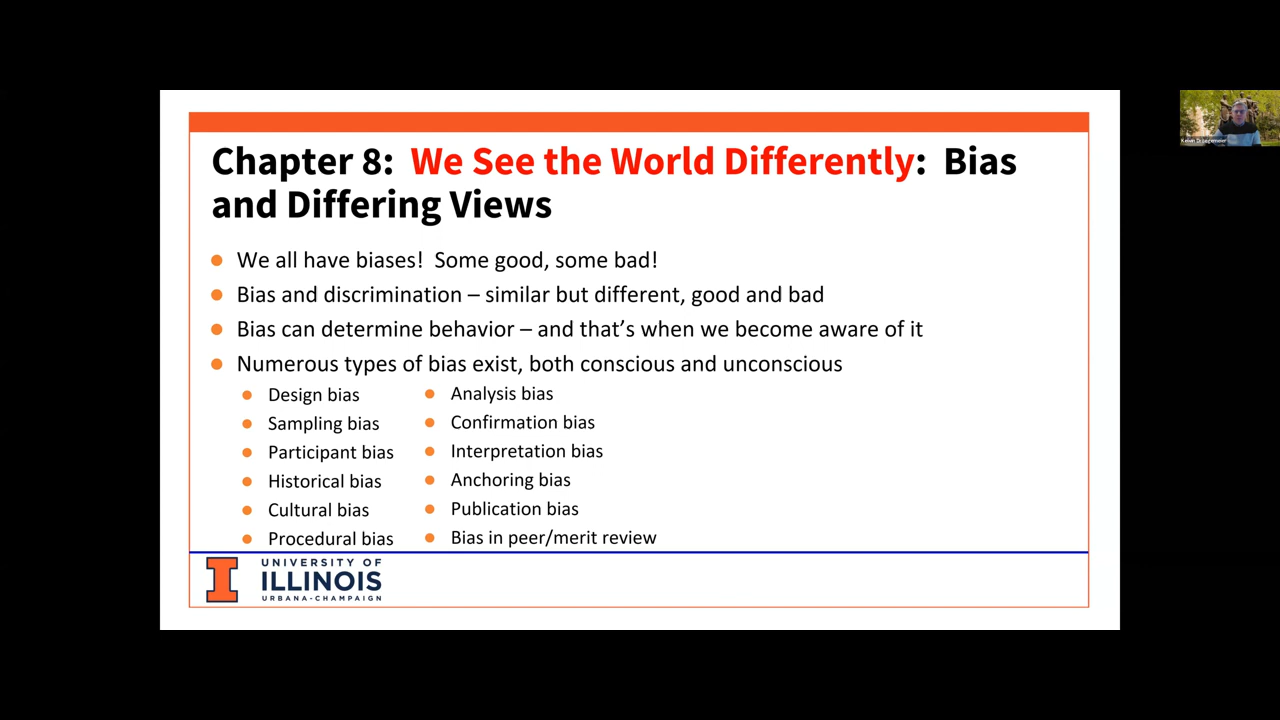 Chapter 8: We See the World Differently: Bias
and Differing Views
We all have biases! Some good, some bad!
Bias and discrimination – similar but different, good and bad
Bias can determine behavior – and that's when we become aware of it
Numerous types of bias exist, both conscious and unconscious
Design bias
Sampling bias
Participant bias
Historical bias
Cultural bias
Procedural bias
Analysis bias
Confirmation bias
Interpretation bias
Anchoring bias
Publication bias
Bias in peer/merit review
UNIVERSITY OF
ILLINOIS
URBANA-CHAMPAIGN